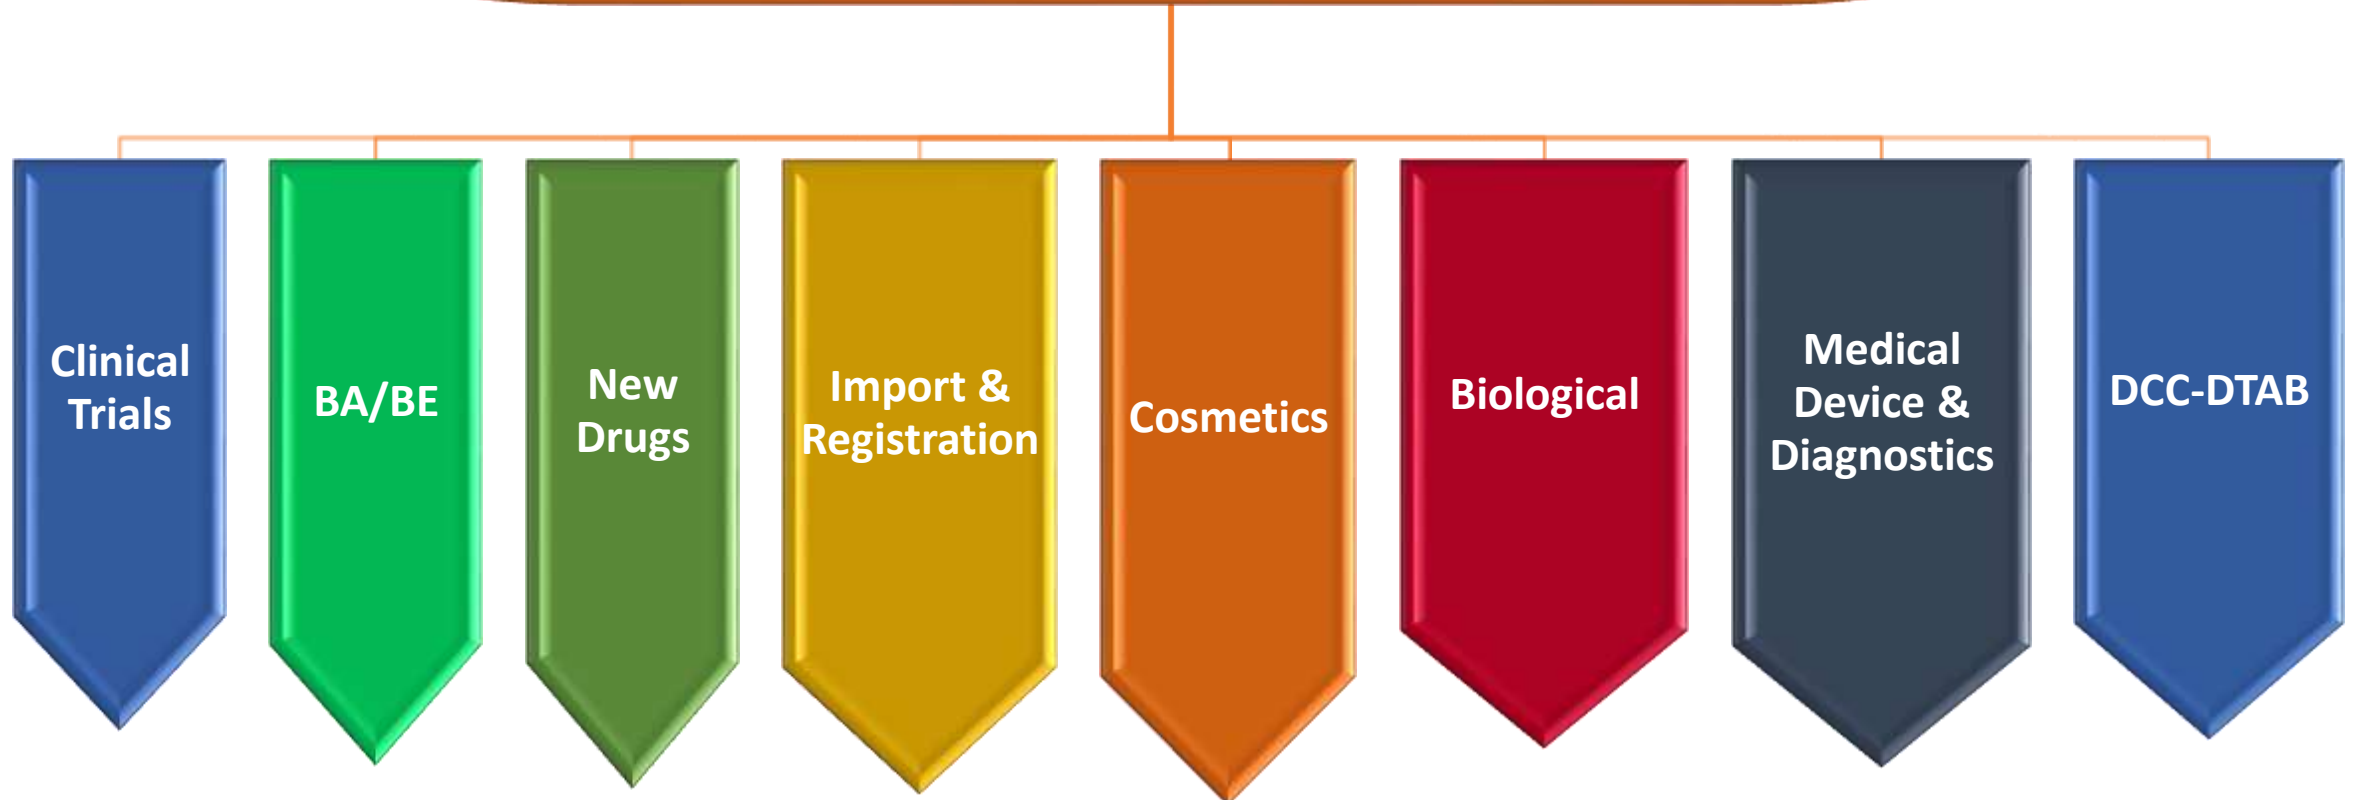 Clinical
Trials
BA/BE
New
Drugs
Import &
Registration
Cosmetics
Biological
Medical
Device &
Diagnostics
DCC-DTAB